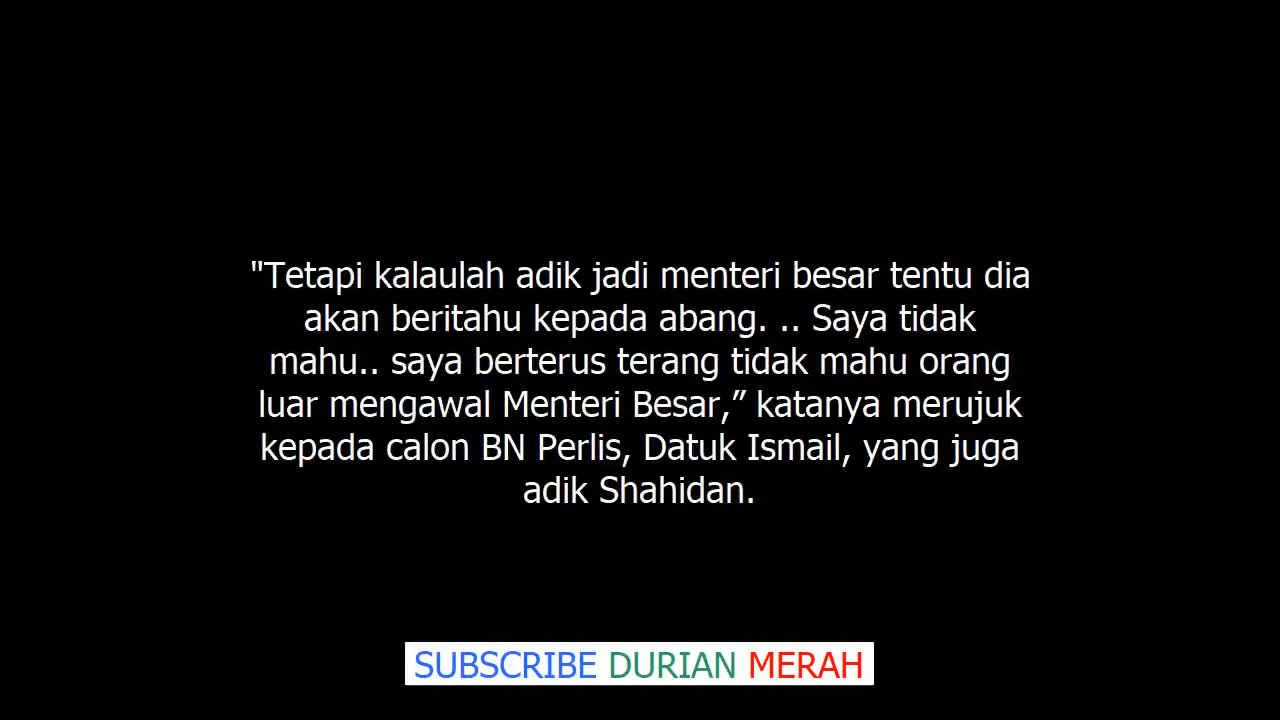 "Tetapi kalaulah adik jadi menteri besar tentu dia
akan beritahu kepada abang. .. Saya tidak
mahu.. saya berterus terang tidak mahu orang
luar mengawal Menteri Besar,” katanya merujuk
kepada calon BN Perlis, Datuk Ismail, yang juga
adik Shahidan.
SUBSCRIBE DURIAN MERAH